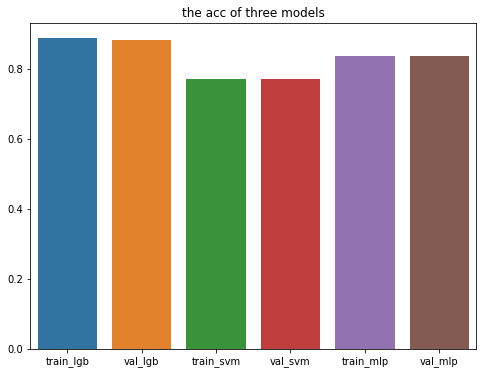 the acc of three models
0.8
0.6
0.4
0.2
0.0
train_lgb val_lgb train_svm val_svm train_mlp val_mlp